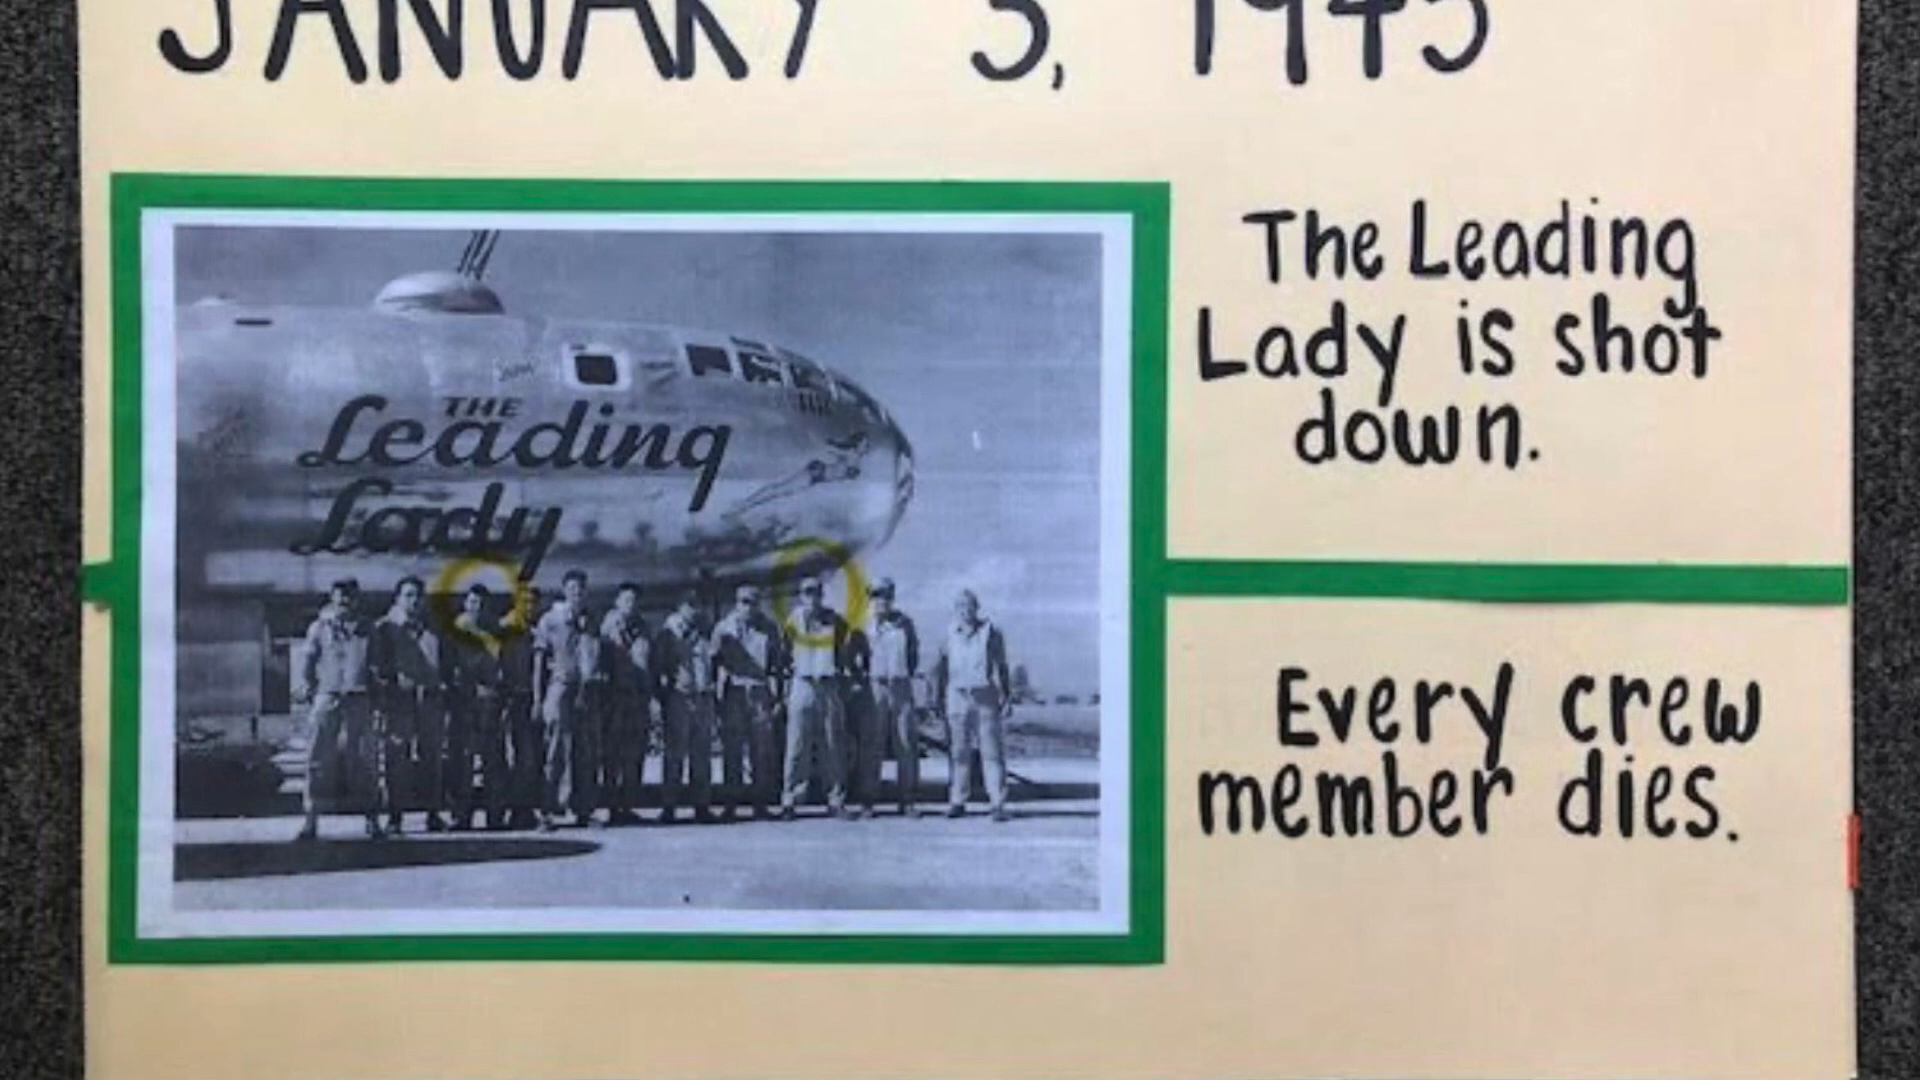 JANUARY 3, 1945
The Leading
Lady is shot
down.
THE
Leading
Lady
Every crew
member dies.